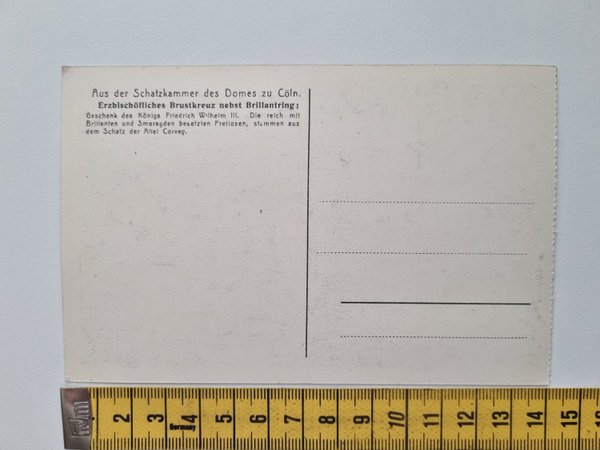 Aus der Schatzkammer des Domes zu Cöln.
Erzbischöfliches Brustkreuz nebst Brillantring;
Geschenk des Königs Friedrich Wilhelm III. Die reich mit
Brillanten und Smaragden besetzten Pretiosen, stammen aus
dem Schatz der Abtei Corvey.
2 3 4 5 6 7 8 9 10 11 12 13 14 15 16
Germany